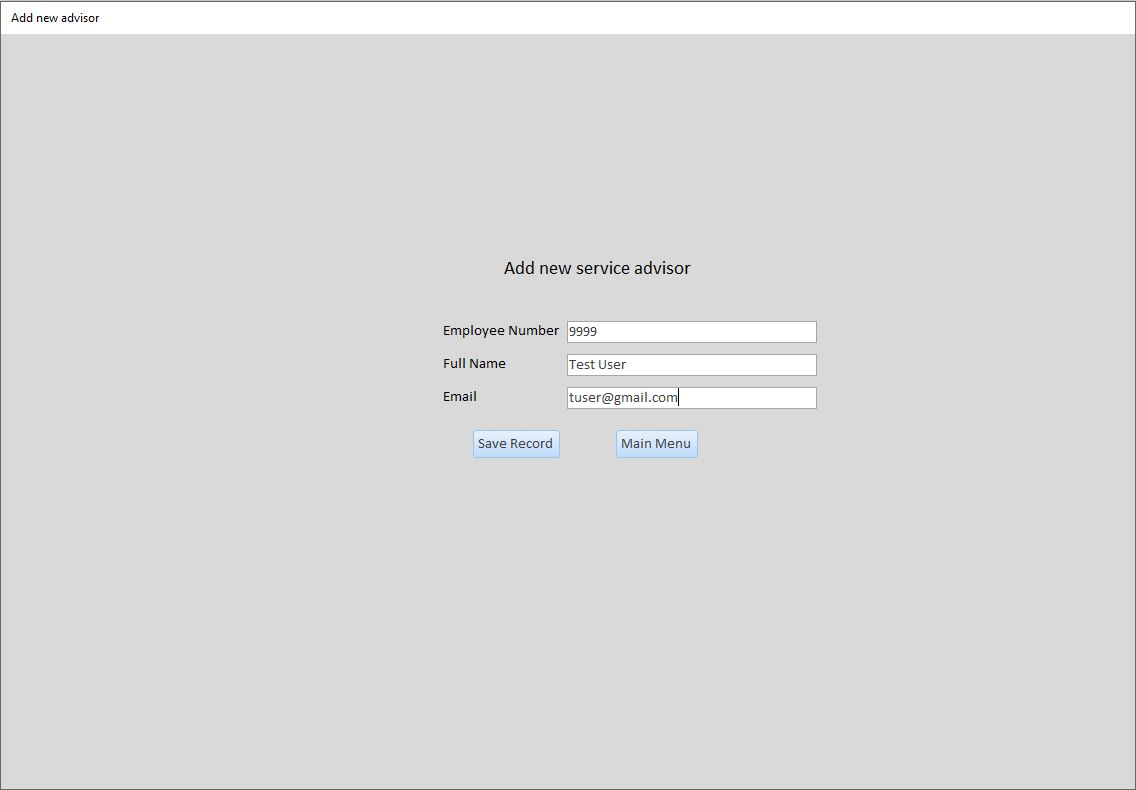 Add new advisor
Add new service advisor
Employee Number 9999
Full Name Test User
Email tuser@gmail.com
Save Record Main Menu